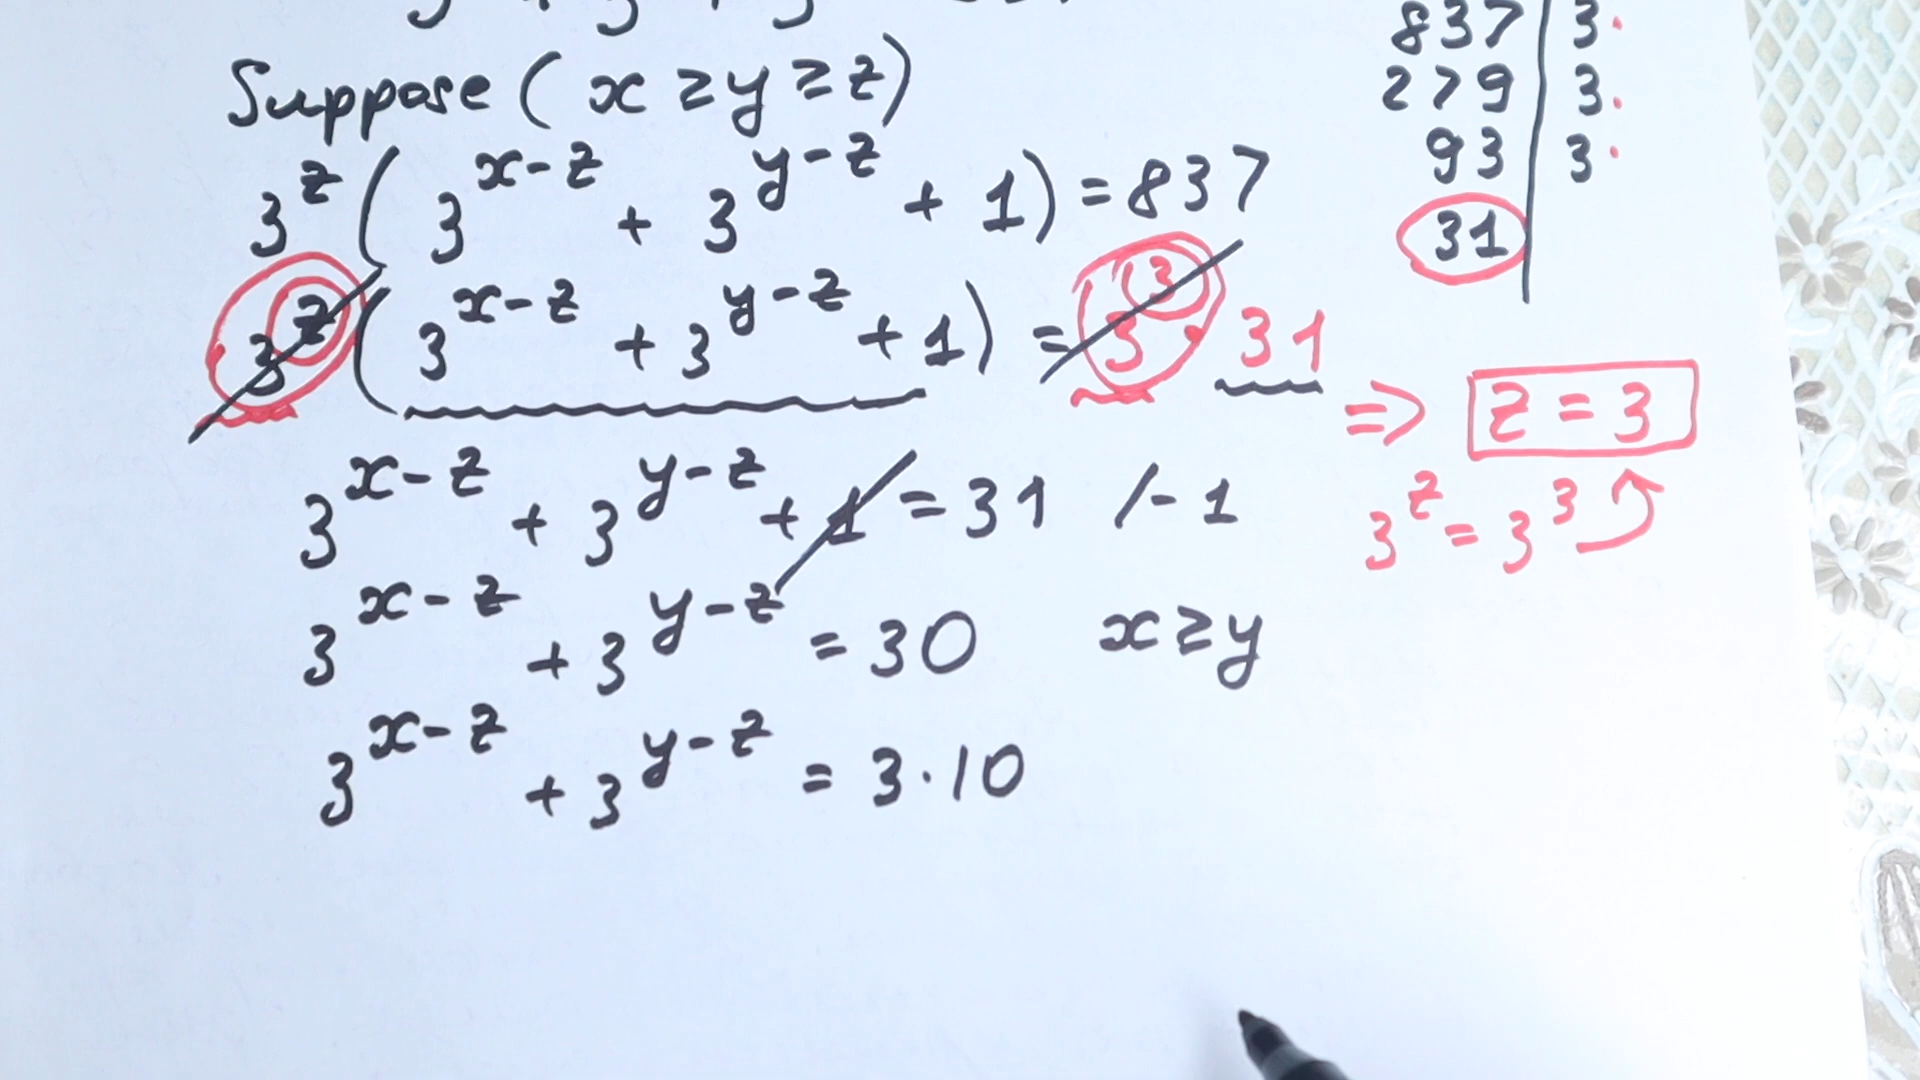 Suppose ( x ≥ y ≥ z )
3^z ( 3^(x-z) + 3^(y-z) + 1 ) = 837
3^z ( 3^(x-z) + 3^(y-z) + 1 ) = 3^3 · 31
3^(x-z) + 3^(y-z) + 1 = 31 /- 1
3^(x-z) + 3^(y-z) = 30 x ≥ y
3^(x-z) + 3^(y-z) = 3·10
837 | 3·
279 | 3·
93 | 3·
31
=> z = 3
3^z = 3^3